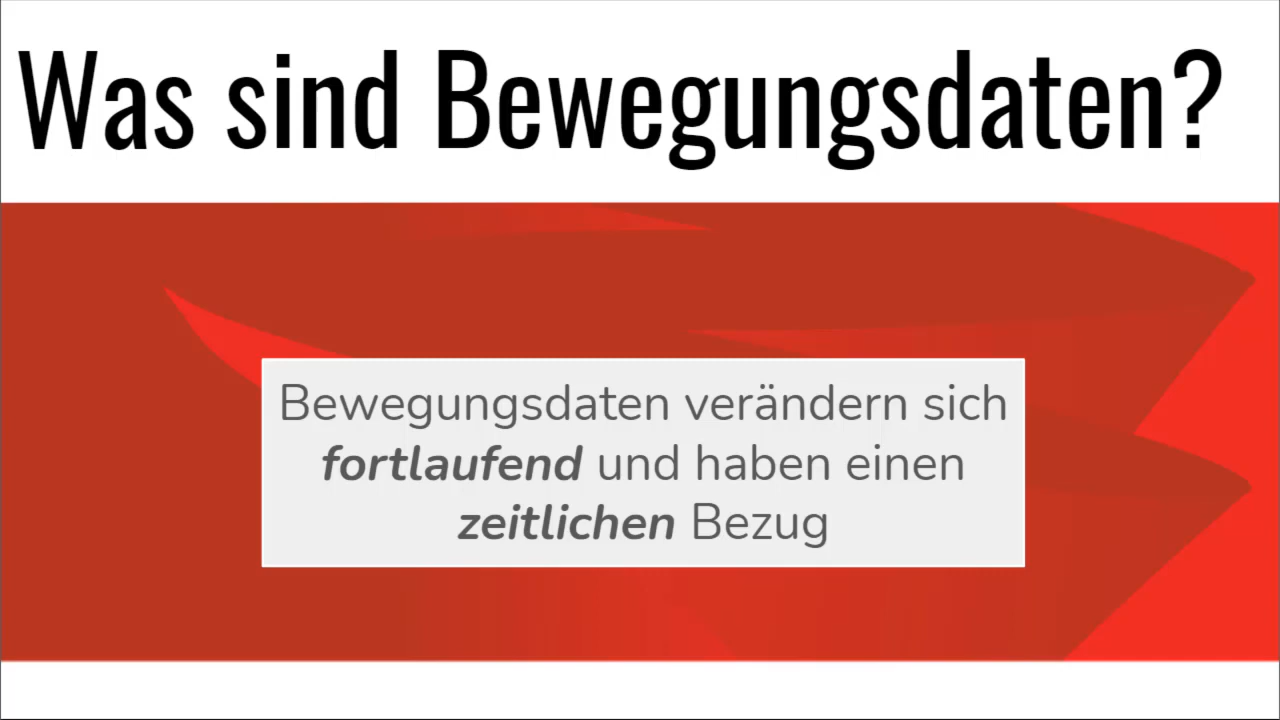 Was sind Bewegungsdaten?
Bewegungsdaten verändern sich
fortlaufend und haben einen
zeitlichen Bezug